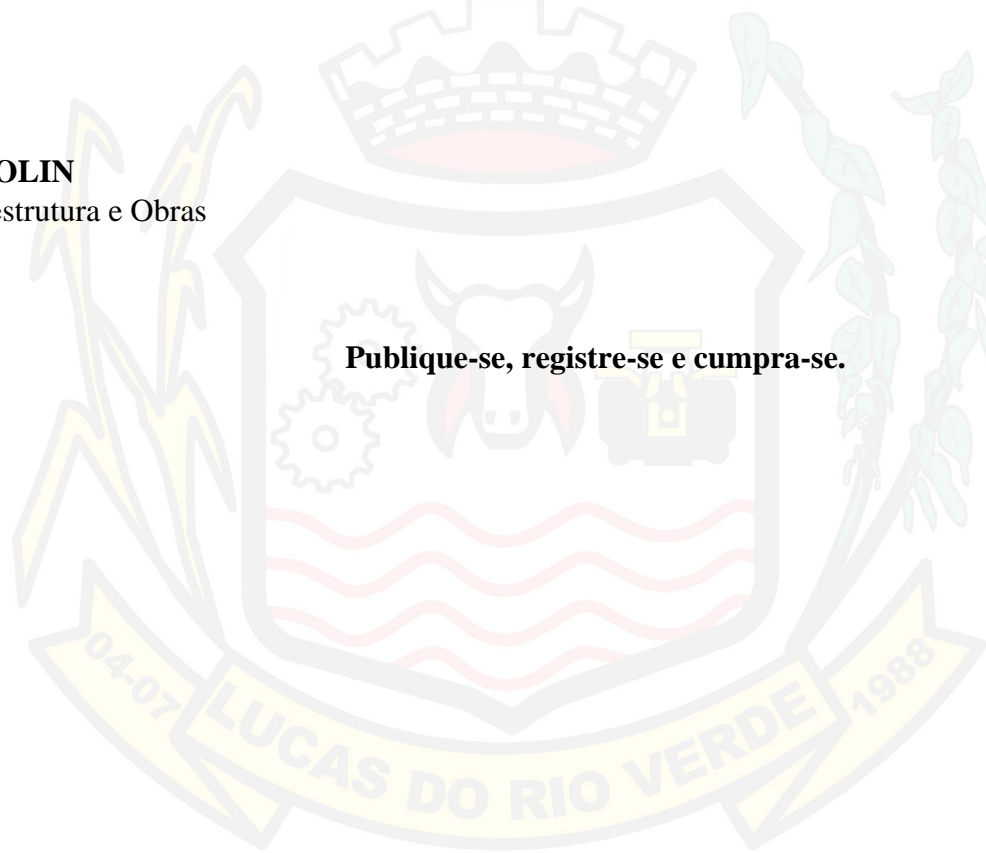 OLIN
estrutura e Obras
Publique-se, registre-se e cumpra-se.
04-07
LUCAS DO RIO VERDE
1988